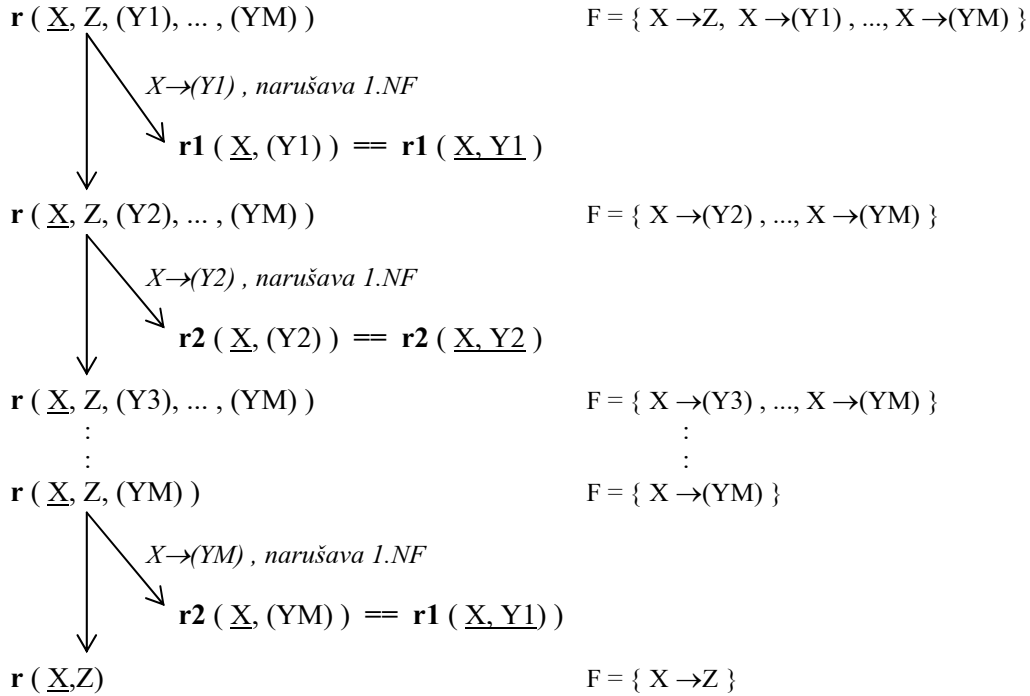 r ( X, Z, (Y1), ... , (YM) ) F = { X →Z, X →(Y1) , ..., X →(YM) }
X→(Y1) , narušava 1.NF
r1 ( X, (Y1) ) == r1 ( X, Y1 )
r ( X, Z, (Y2), ... , (YM) ) F = { X →(Y2) , ..., X →(YM) }
X→(Y2) , narušava 1.NF
r2 ( X, (Y2) ) == r2 ( X, Y2 )
r ( X, Z, (Y3), ... , (YM) ) F = { X →(Y3) , ..., X →(YM) }
: :
: :
r ( X, Z, (YM) ) F = { X →(YM) }
X→(YM) , narušava 1.NF
r2 ( X, (YM) ) == r1 ( X, Y1) )
r ( X,Z) F = { X →Z }